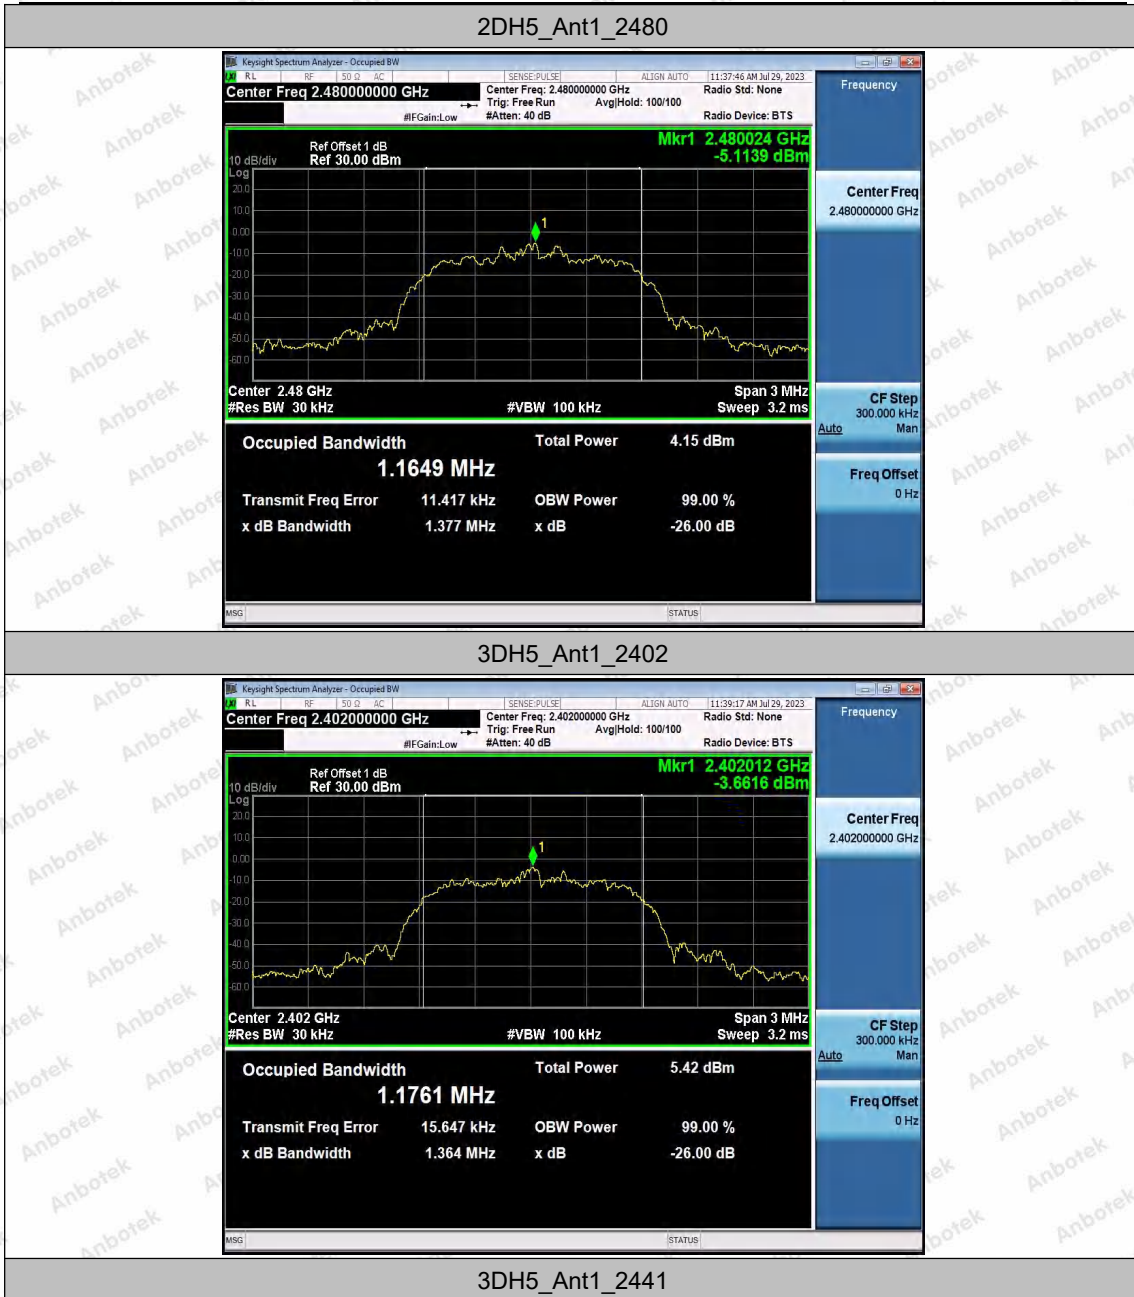 2DH5_Ant1_2480
Keysight Spectrum Analyzer - Occupied BW
RL RF 50 Ω AC SENSE:PULSE ALIGN AUTO 11:37:46 AM Jul 29, 2023
Center Freq 2.480000000 GHz
Center Freq: 2.480000000 GHz
Radio Std: None
Trig: Free Run Avg|Hold: 100/100
#IFGain:Low #Atten: 40 dB Radio Device: BTS
Frequency
Mkr1 2.480024 GHz
-5.1139 dBm
Ref Offset 1 dB
10 dB/div Ref 30.00 dBm
Log
20.0
10.0
0.00
-10.0
-20.0
-30.0
-40.0
-50.0
-60.0
1
Center 2.48 GHz Span 3 MHz
#Res BW 30 kHz #VBW 100 kHz Sweep 3.2 ms
Center Freq
2.480000000 GHz
CF Step
300.000 kHz
Auto Man
Freq Offset
0 Hz
Occupied Bandwidth Total Power 4.15 dBm
1.1649 MHz
Transmit Freq Error 11.417 kHz OBW Power 99.00 %
x dB Bandwidth 1.377 MHz x dB -26.00 dB
MSG STATUS
3DH5_Ant1_2402
Keysight Spectrum Analyzer - Occupied BW
RL RF 50 Ω AC SENSE:PULSE ALIGN AUTO 11:39:17 AM Jul 29, 2023
Center Freq 2.402000000 GHz
Center Freq: 2.402000000 GHz
Radio Std: None
Trig: Free Run Avg|Hold: 100/100
#IFGain:Low #Atten: 40 dB Radio Device: BTS
Frequency
Mkr1 2.402012 GHz
-3.6616 dBm
Ref Offset 1 dB
10 dB/div Ref 30.00 dBm
Log
20.0
10.0
0.00
-10.0
-20.0
-30.0
-40.0
-50.0
-60.0
1
Center 2.402 GHz Span 3 MHz
#Res BW 30 kHz #VBW 100 kHz Sweep 3.2 ms
Center Freq
2.402000000 GHz
CF Step
300.000 kHz
Auto Man
Freq Offset
0 Hz
Occupied Bandwidth Total Power 5.42 dBm
1.1761 MHz
Transmit Freq Error 15.647 kHz OBW Power 99.00 %
x dB Bandwidth 1.364 MHz x dB -26.00 dB
MSG STATUS
3DH5_Ant1_2441